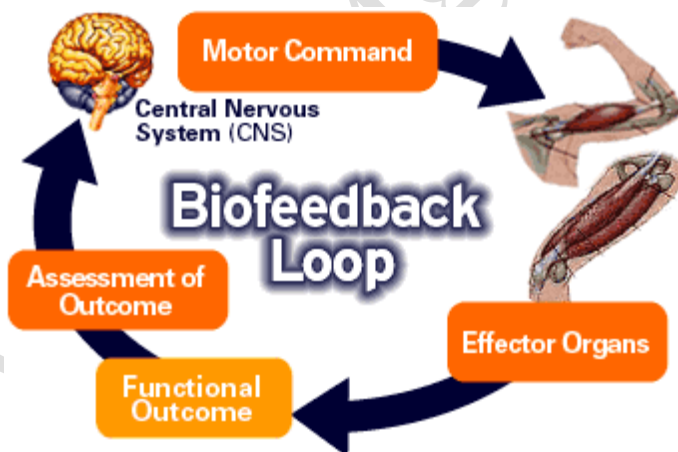 Motor Command
Central Nervous
System (CNS)
Biofeedback
Loop
Assessment of
Outcome
Effector Organs
Functional
Outcome